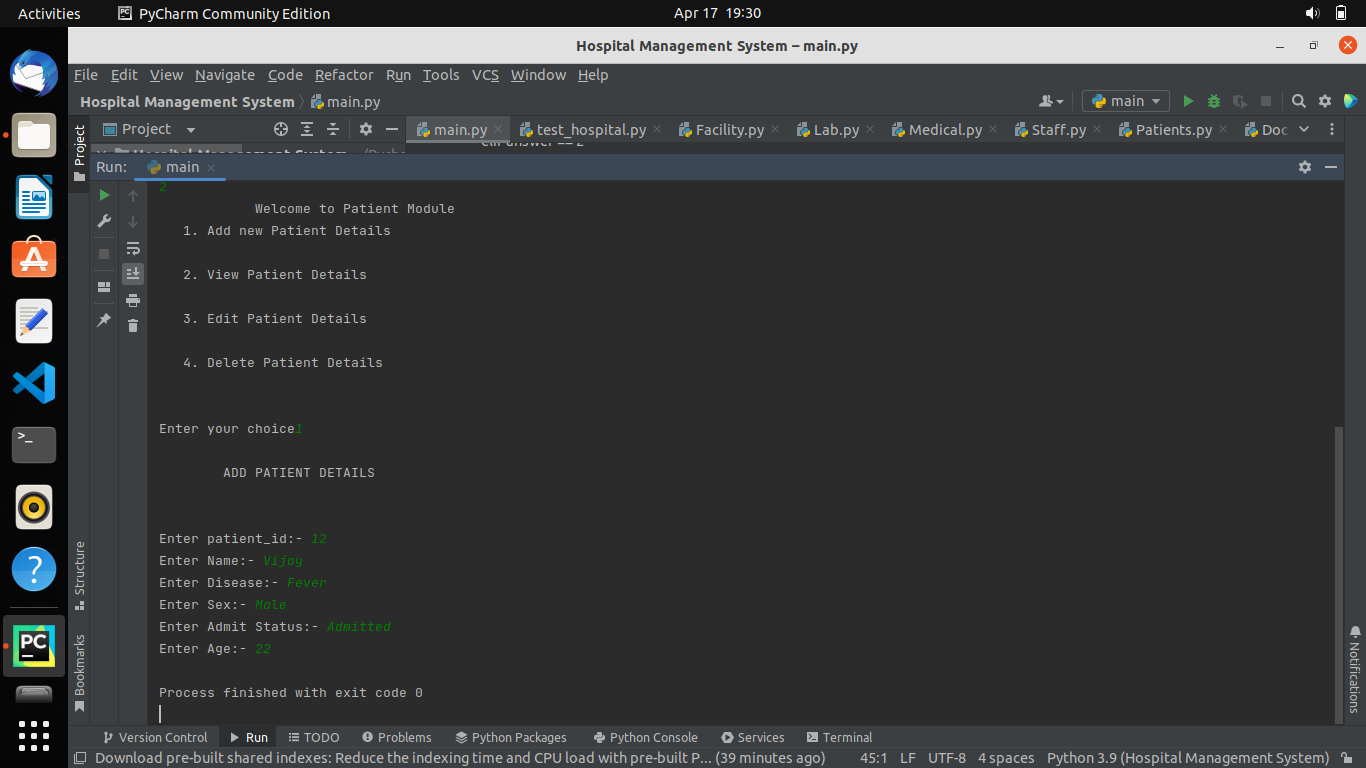 Activities PyCharm Community Edition Apr 17 19:30
Hospital Management System – main.py
File Edit View Navigate Code Refactor Run Tools VCS Window Help
Hospital Management System main.py main
Project main.py test_hospital.py Facility.py Lab.py Medical.py Staff.py Patients.py Doc
Project
Run: main
2
Welcome to Patient Module
1. Add new Patient Details
2. View Patient Details
3. Edit Patient Details
4. Delete Patient Details
Enter your choice1
ADD PATIENT DETAILS
Enter patient_id:- 12
Enter Name:- Vijay
Enter Disease:- Fever
Enter Sex:- Male
Enter Admit Status:- Admitted
Enter Age:- 22
Process finished with exit code 0
Structure
Bookmarks
Notifications
PC
Version Control Run TODO Problems Python Packages Python Console Services Terminal
Download pre-built shared indexes: Reduce the indexing time and CPU load with pre-built P... (39 minutes ago) 45:1 LF UTF-8 4 spaces Python 3.9 (Hospital Management System)